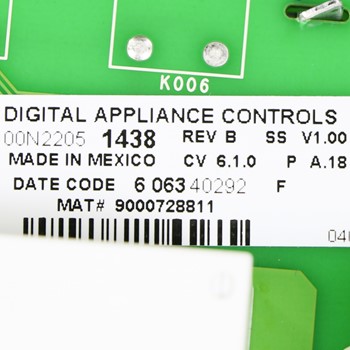 K006
DIGITAL APPLIANCE CONTROLS
00N2205 1438 REV B SS V1.00
MADE IN MEXICO CV 6.1.0 P A.18
DATE CODE 6 063 40292 F
MAT# 9000728811
040